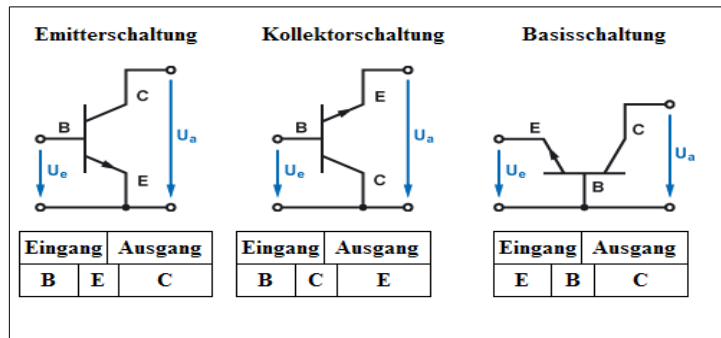 Emitterschaltung Kollektorschaltung Basisschaltung
C E
B B E C
Ua Ua Ua
Ue Ue Ue
E C B
Eingang Ausgang Eingang Ausgang Eingang Ausgang
B E C B C E E B C